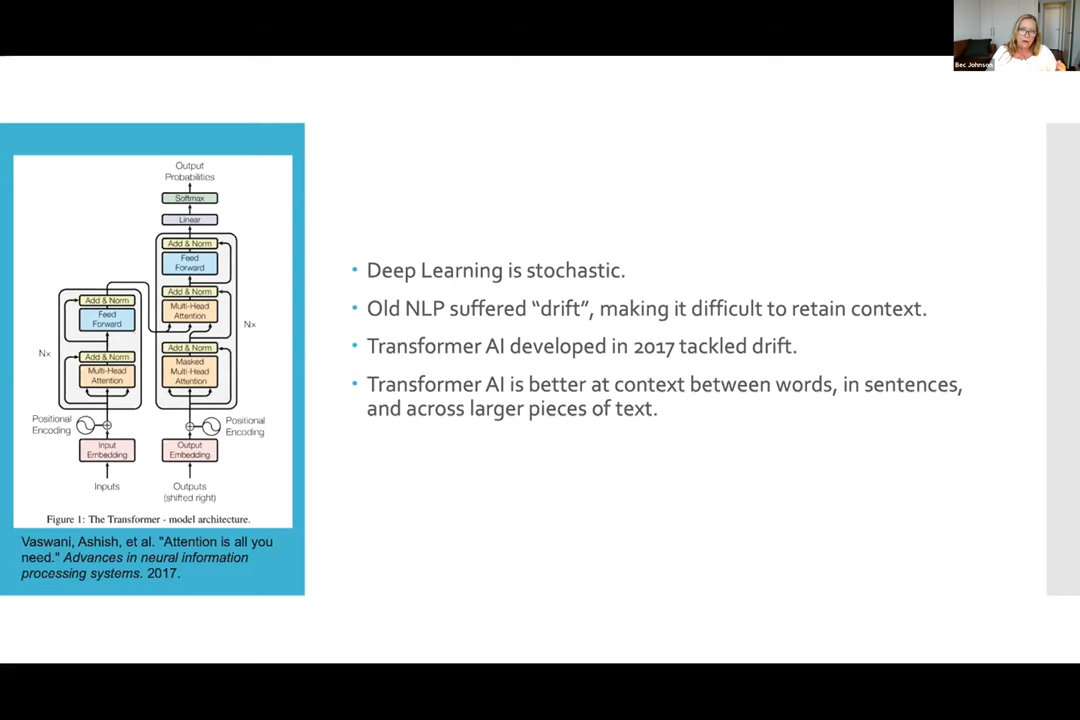 Bec Johnson
Output
Probabilities
Softmax
Linear
Add & Norm
Feed
Forward
Add & Norm
Multi-Head
Attention
Nx
Add & Norm
Masked
Multi-Head
Attention
Add & Norm
Feed
Forward
Nx
Add & Norm
Multi-Head
Attention
Positional
Encoding
Positional
Encoding
Input
Embedding
Output
Embedding
Inputs
Outputs
(shifted right)
Figure 1: The Transformer - model architecture.
Vaswani, Ashish, et al. "Attention is all you
need." Advances in neural information
processing systems. 2017.
• Deep Learning is stochastic.
• Old NLP suffered “drift”, making it difficult to retain context.
• Transformer AI developed in 2017 tackled drift.
• Transformer AI is better at context between words, in sentences,
and across larger pieces of text.